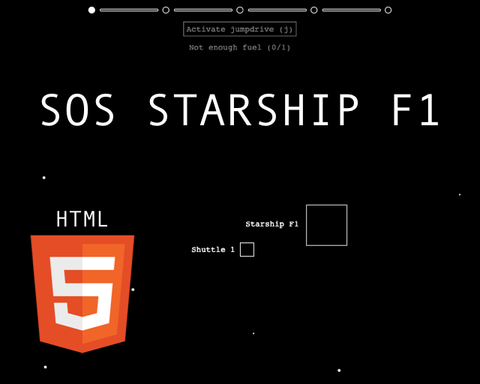 Activate jumpdrive (j)
Not enough fuel (0/1)
SOS STARSHIP F1
HTML
5
Starship F1
Shuttle 1